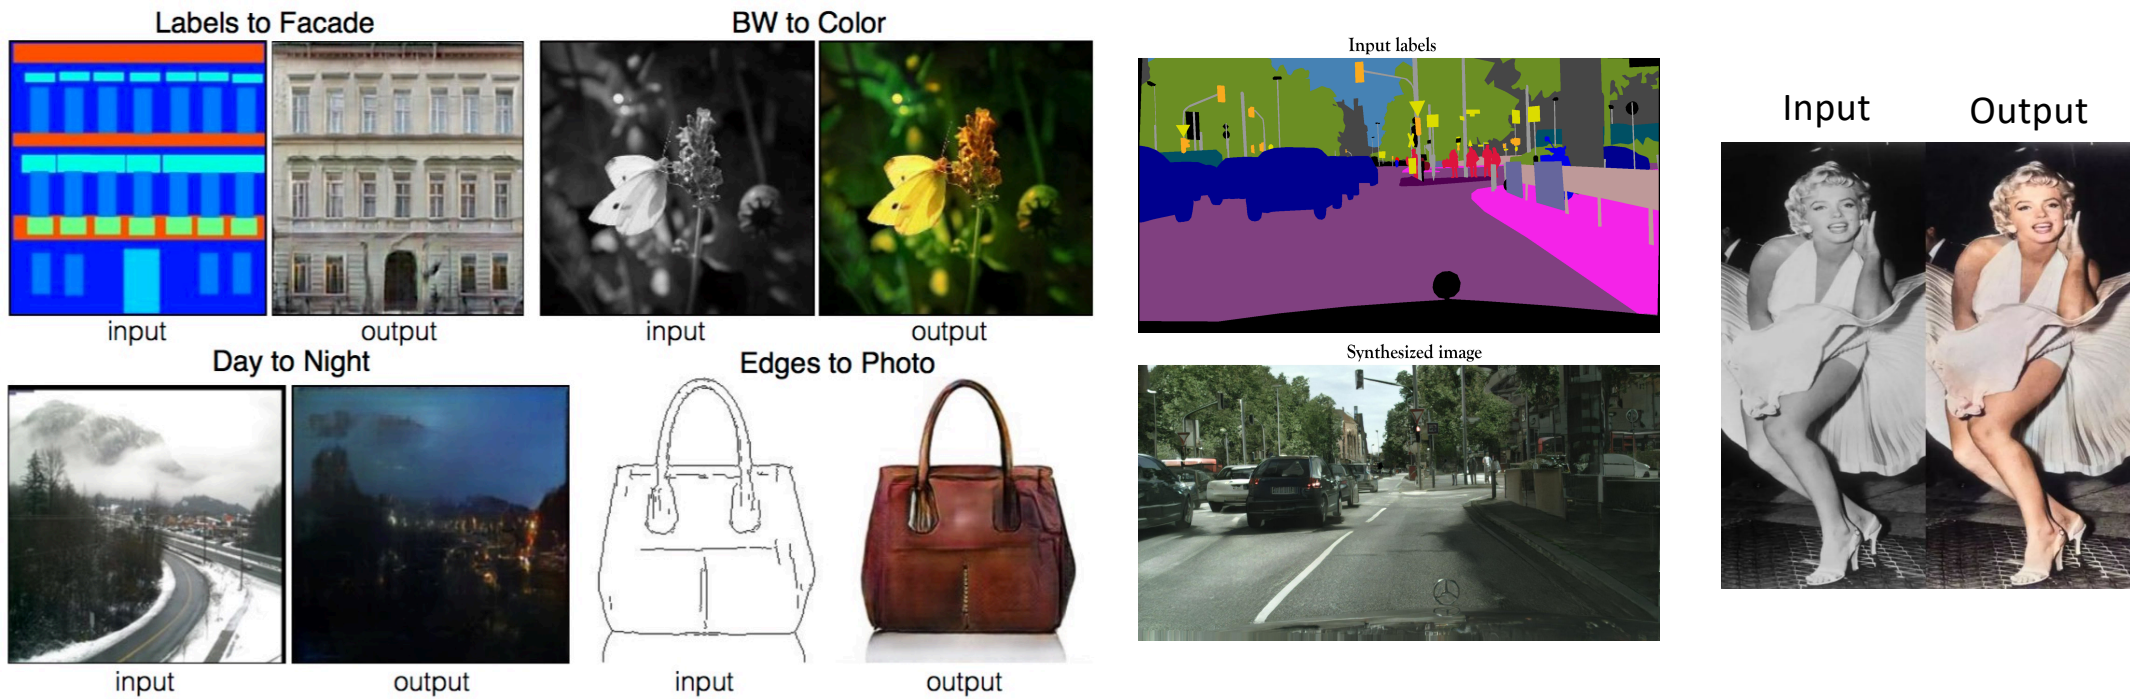 Labels to Facade
BW to Color
input
output
input
output
Day to Night
Edges to Photo
input
output
input
output
Input labels
Synthesized image
Input
Output